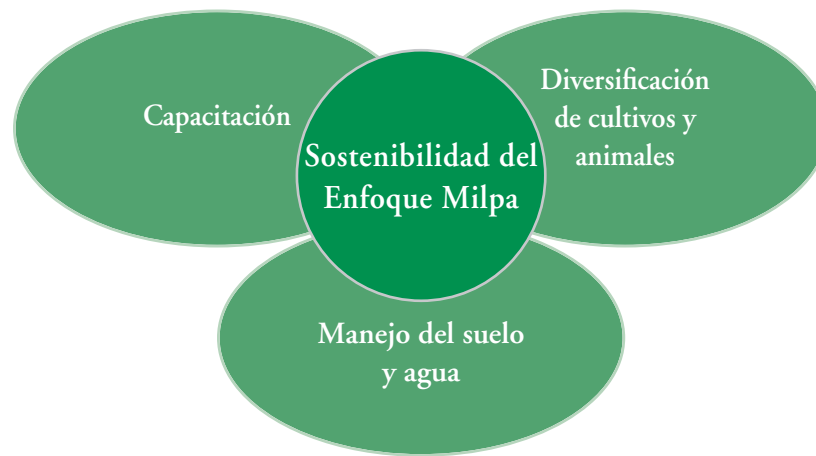 Capacitación
Sostenibilidad del
Enfoque Milpa
Diversificación
de cultivos y
animales
Manejo del suelo
y agua